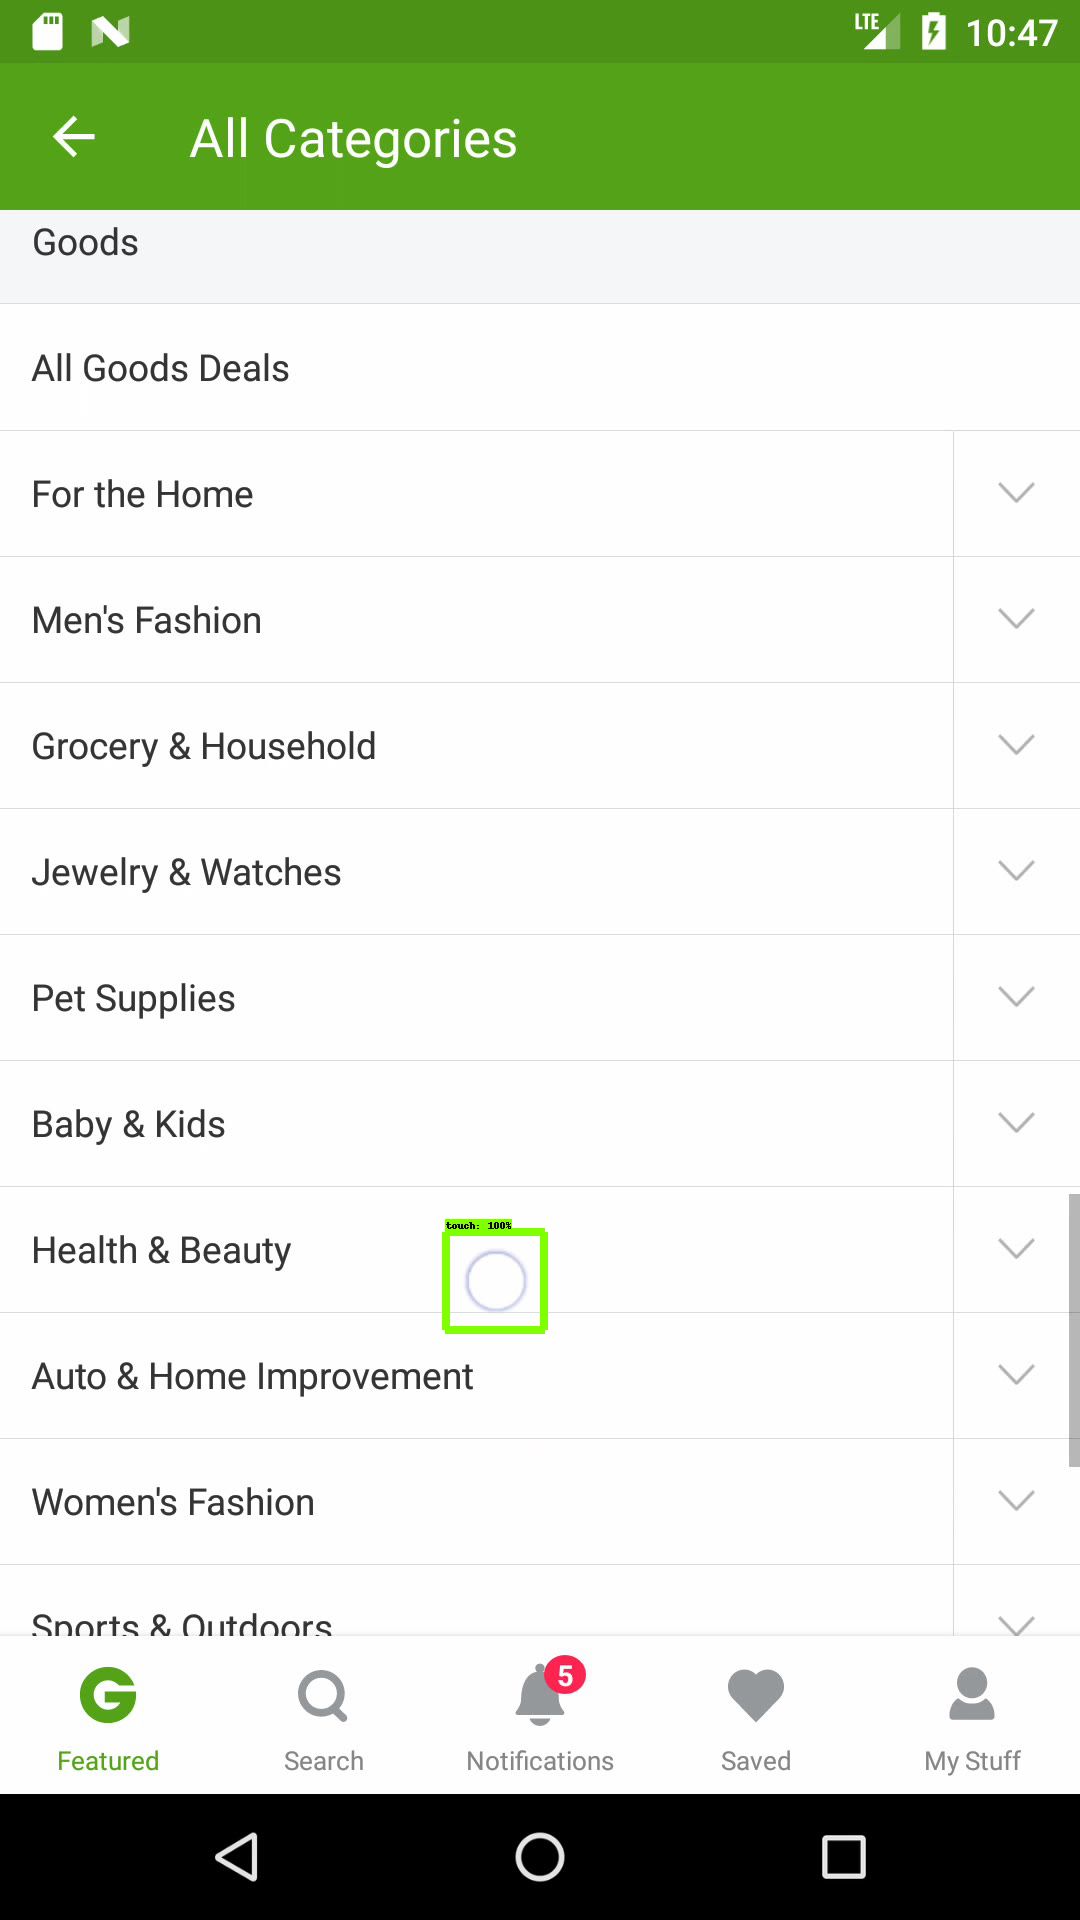 LTE 10:47
All Categories
Goods
All Goods Deals
For the Home
Men's Fashion
Grocery & Household
Jewelry & Watches
Pet Supplies
Baby & Kids
touch: 100%
Health & Beauty
Auto & Home Improvement
Women's Fashion
Sports & Outdoors
5
Featured Search Notifications Saved My Stuff